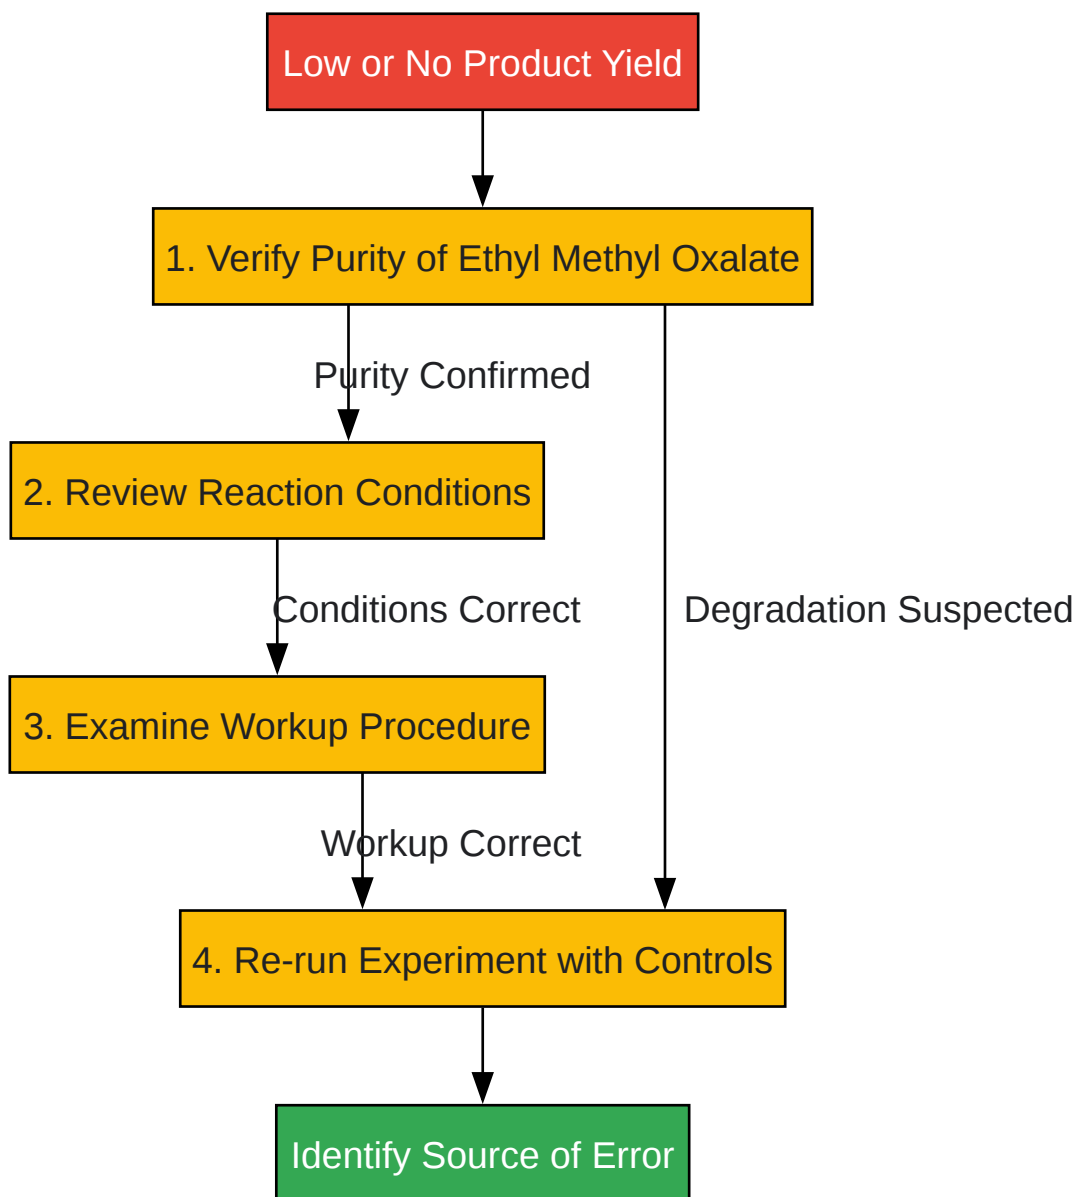 Low or No Product Yield
1. Verify Purity of Ethyl Methyl Oxalate
Purity Confirmed
2. Review Reaction Conditions
Conditions Correct
Degradation Suspected
3. Examine Workup Procedure
Workup Correct
4. Re-run Experiment with Controls
Identify Source of Error